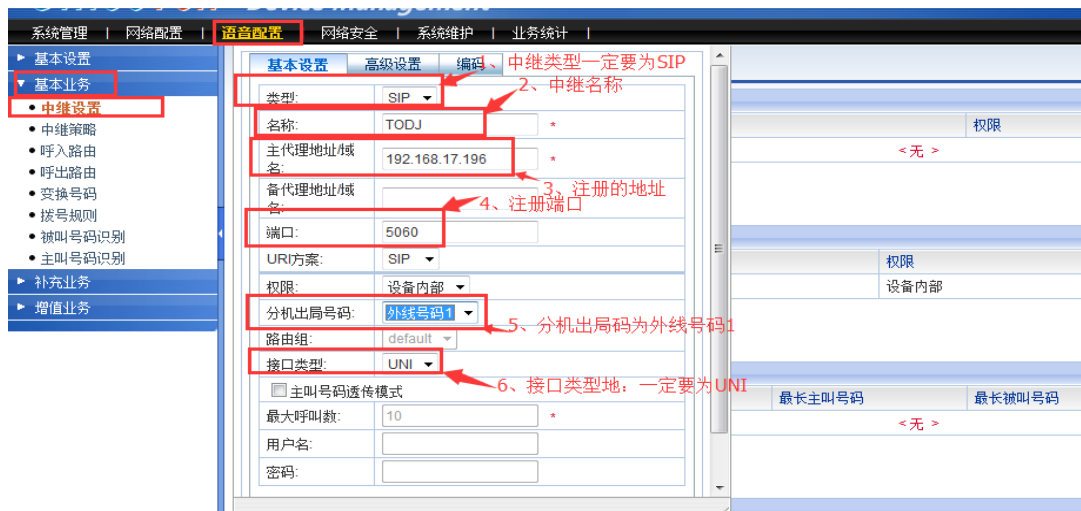 Device Management
系统管理 | 网络配置 | 语音配置 | 网络安全 | 系统维护 | 业务统计 |
基本设置
基本业务
中继设置
中继策略
呼入路由
呼出路由
变换号码
拨号规则
被叫号码识别
主叫号码识别
补充业务
增值业务
基本设置 高级设置 编码
1、中继类型一定要为SIP
类型: SIP
2、中继名称
名称: TODJ *
主代理地址/域名: 192.168.17.196 *
3、注册的地址
备代理地址/域名:
4、注册端口
端口: 5060
URI方案: SIP
权限: 设备内部
分机出局号码: 外线号码1
5、分机出局码为外线号码1
路由组: default
接口类型: UNI
6、接口类型地：一定要为UNI
主叫号码透传模式
最大呼叫数: 10 *
用户名:
密码:
权限
<无 >
权限
设备内部
最长主叫号码 最长被叫号码
<无 >